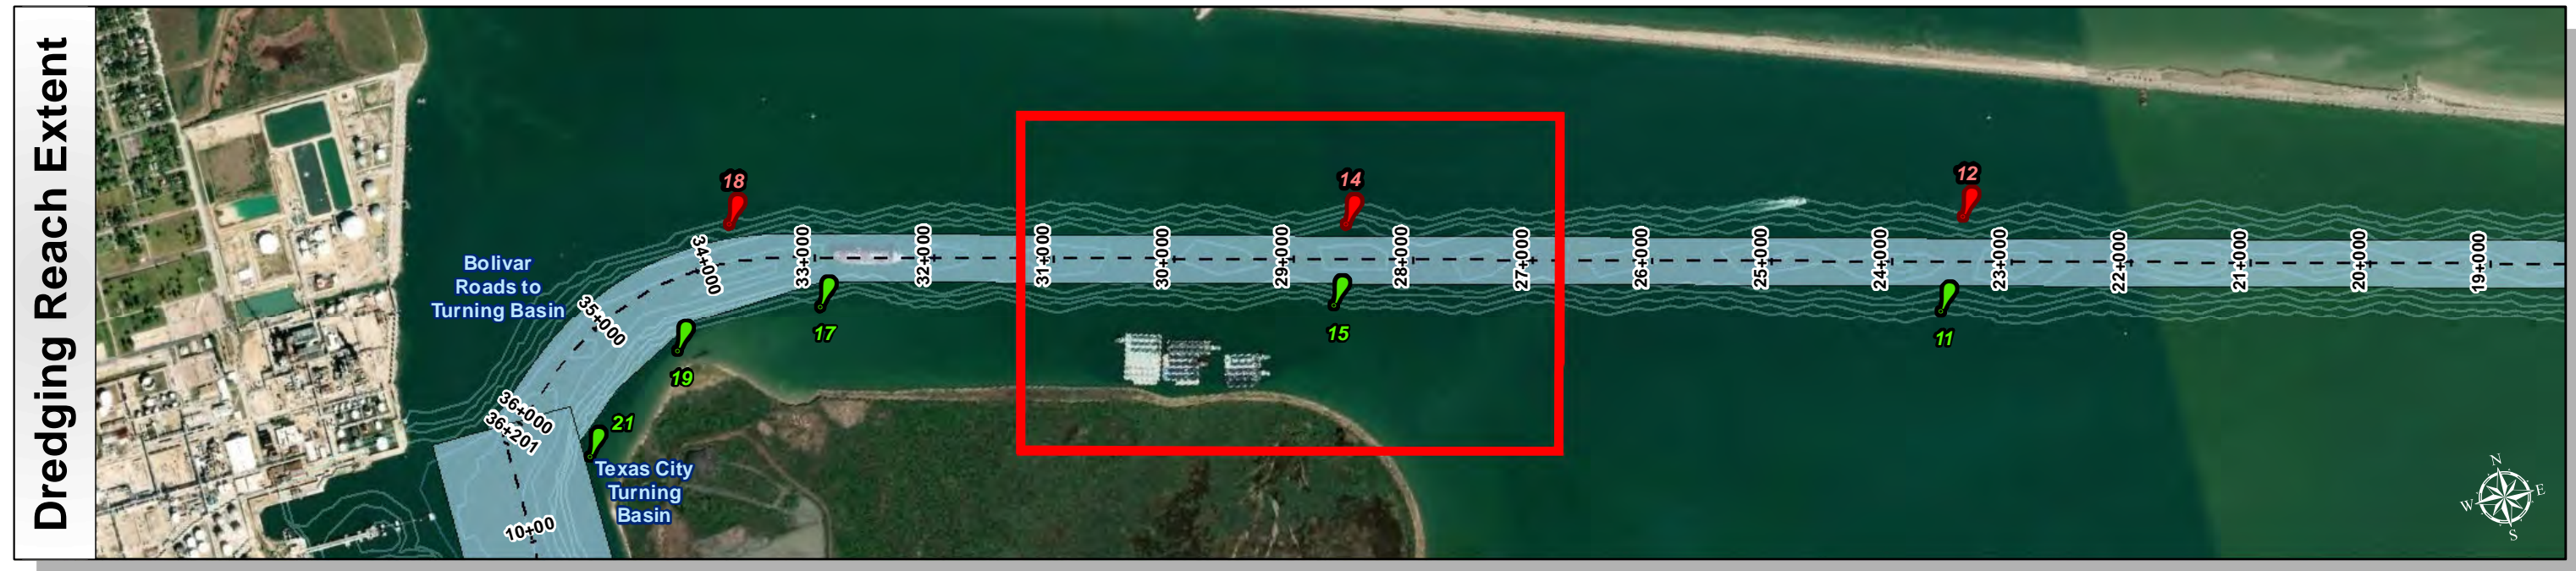 Dredging Reach Extent
18
14
12
34+000
33+000
32+000
31+000
30+000
29+000
28+000
27+000
26+000
25+000
24+000
23+000
22+000
21+000
20+000
19+000
Bolivar
Roads to
Turning Basin
35+000
17
15
11
19
36+000
36+201
21
Texas City
Turning
Basin
10+00
N
W
E
S